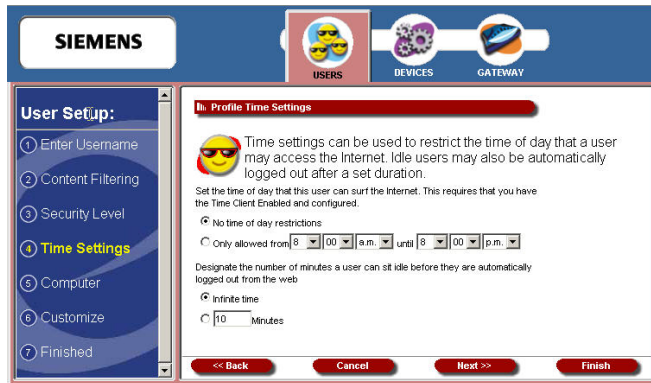 SIEMENS
USERS
DEVICES
GATEWAY
User Setup:
1 Enter Username
2 Content Filtering
3 Security Level
4 Time Settings
5 Computer
6 Customize
7 Finished
Profile Time Settings
Time settings can be used to restrict the time of day that a user
may access the Internet. Idle users may also be automatically
logged out after a set duration.
Set the time of day that this user can surf the Internet. This requires that you have
the Time Client Enabled and configured.
No time of day restrictions
Only allowed from 8 00 a.m. until 8 00 p.m.
Designate the number of minutes a user can sit idle before they are automatically
logged out from the web
Infinite time
10 Minutes
<< Back
Cancel
Next >>
Finish